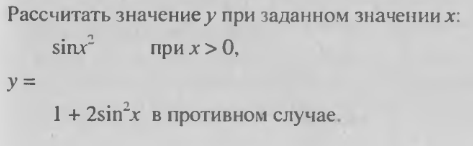 Рассчитать значение y при заданном значении x:
sinx² при x > 0,
y =
1 + 2sin²x в противном случае.